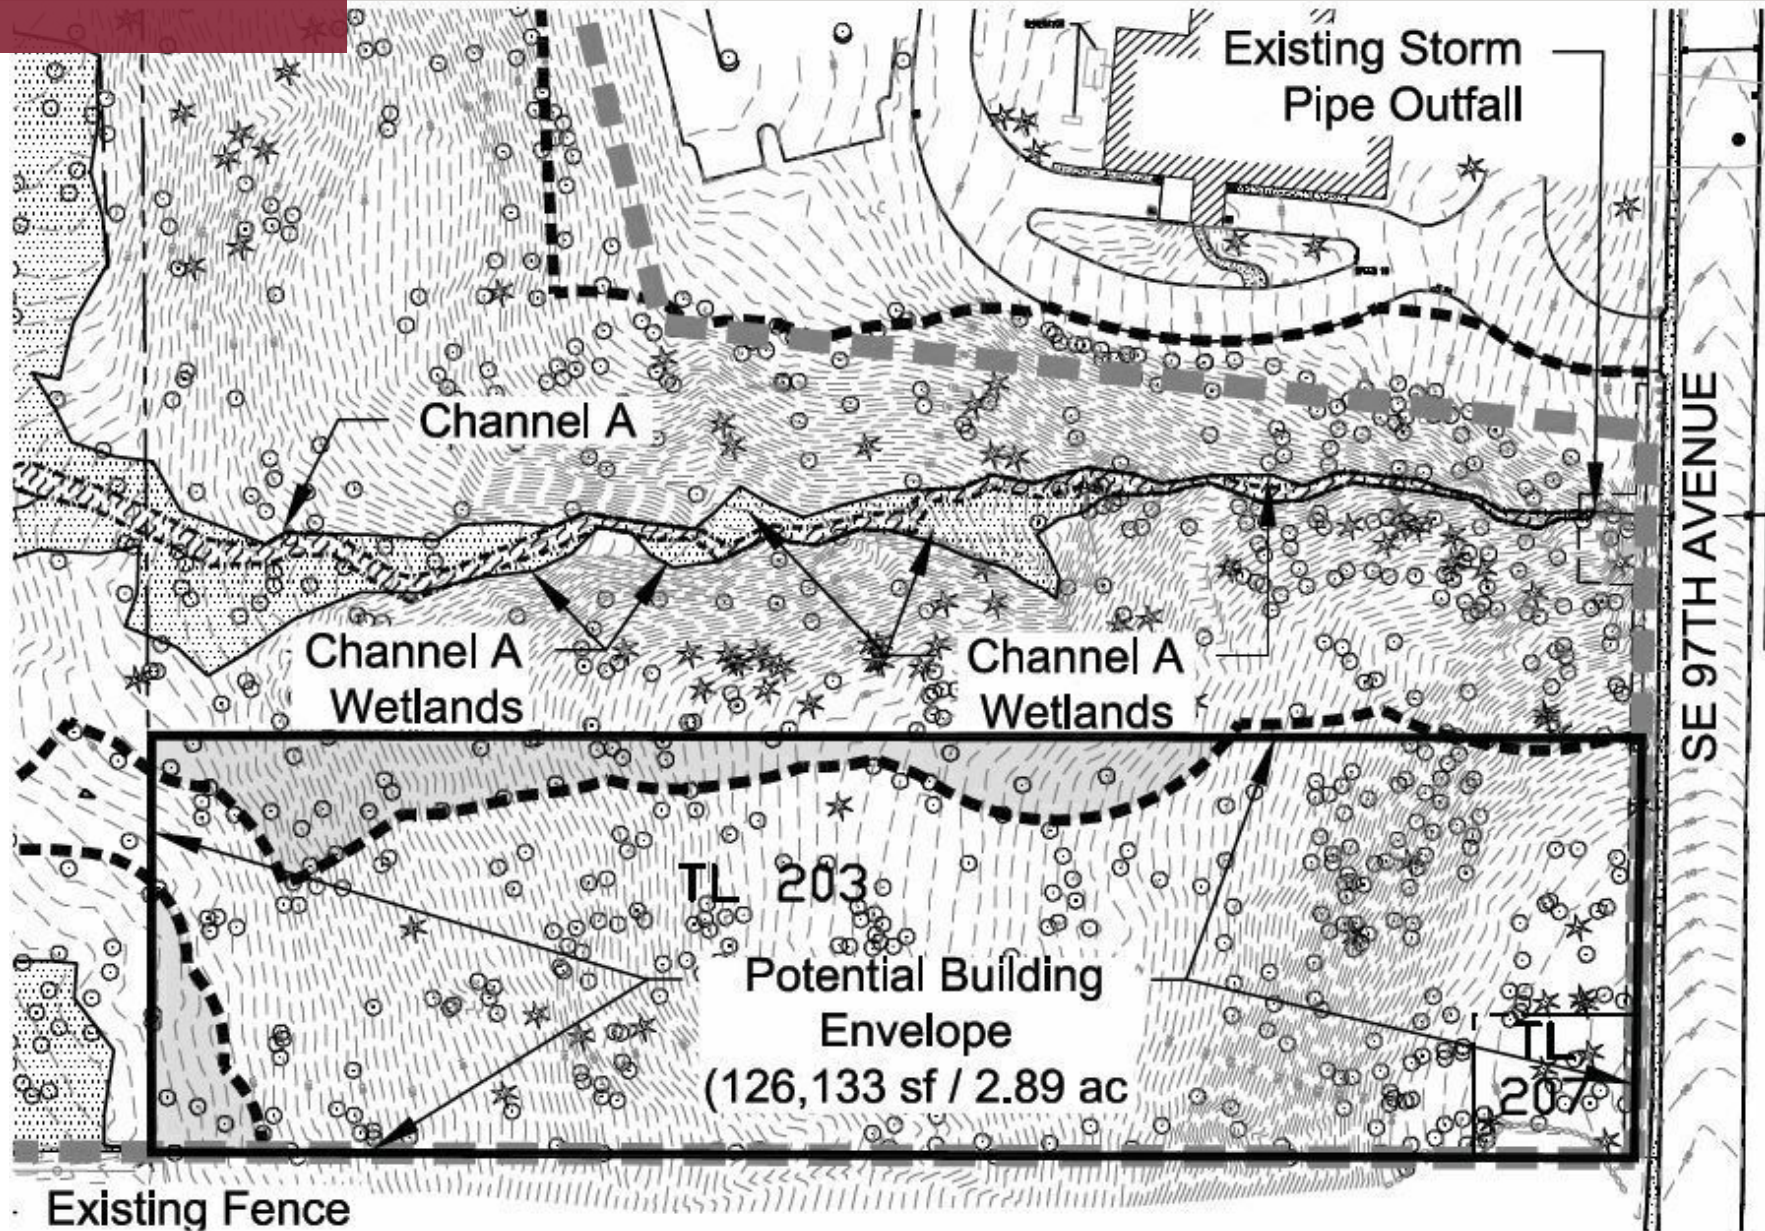 Existing Storm
Pipe Outfall
Channel A
Channel A
Wetlands
Channel A
Wetlands
SE 97TH AVENUE
TL 203
Potential Building
Envelope
(126,133 sf / 2.89 ac
TL
207
Existing Fence